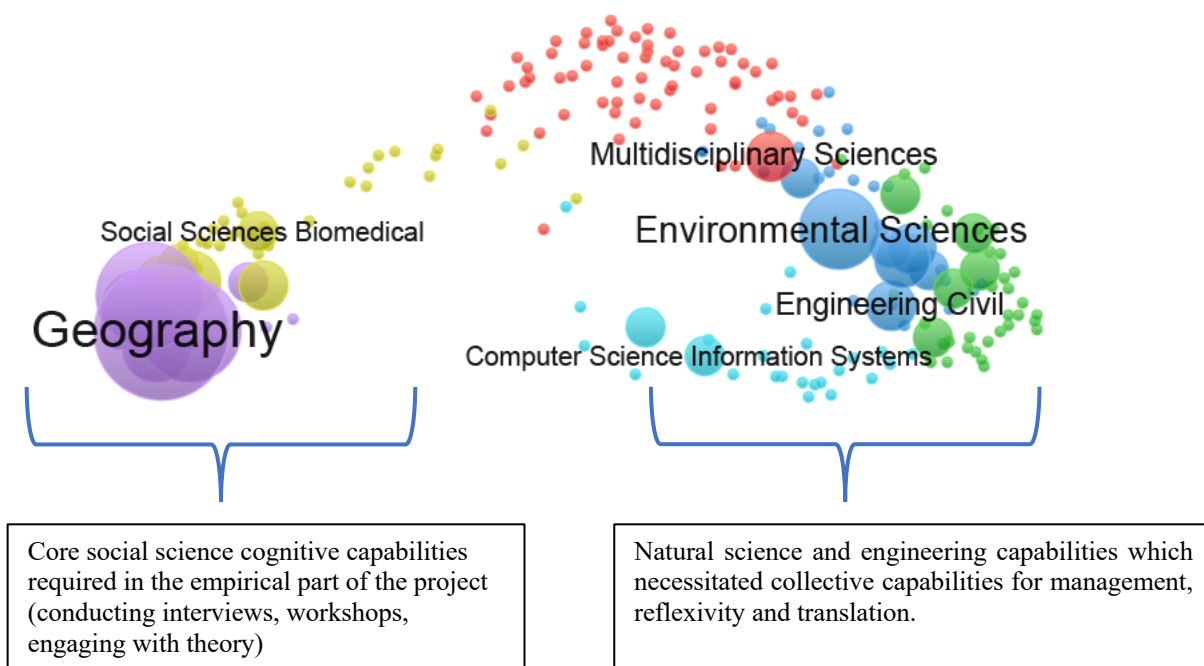 Multidisciplinary Sciences
Social Sciences Biomedical
Environmental Sciences
Geography
Engineering Civil
Computer Science Information Systems
Core social science cognitive capabilities
required in the empirical part of the project
(conducting interviews, workshops,
engaging with theory)
Natural science and engineering capabilities which
necessitated collective capabilities for management,
reflexivity and translation.